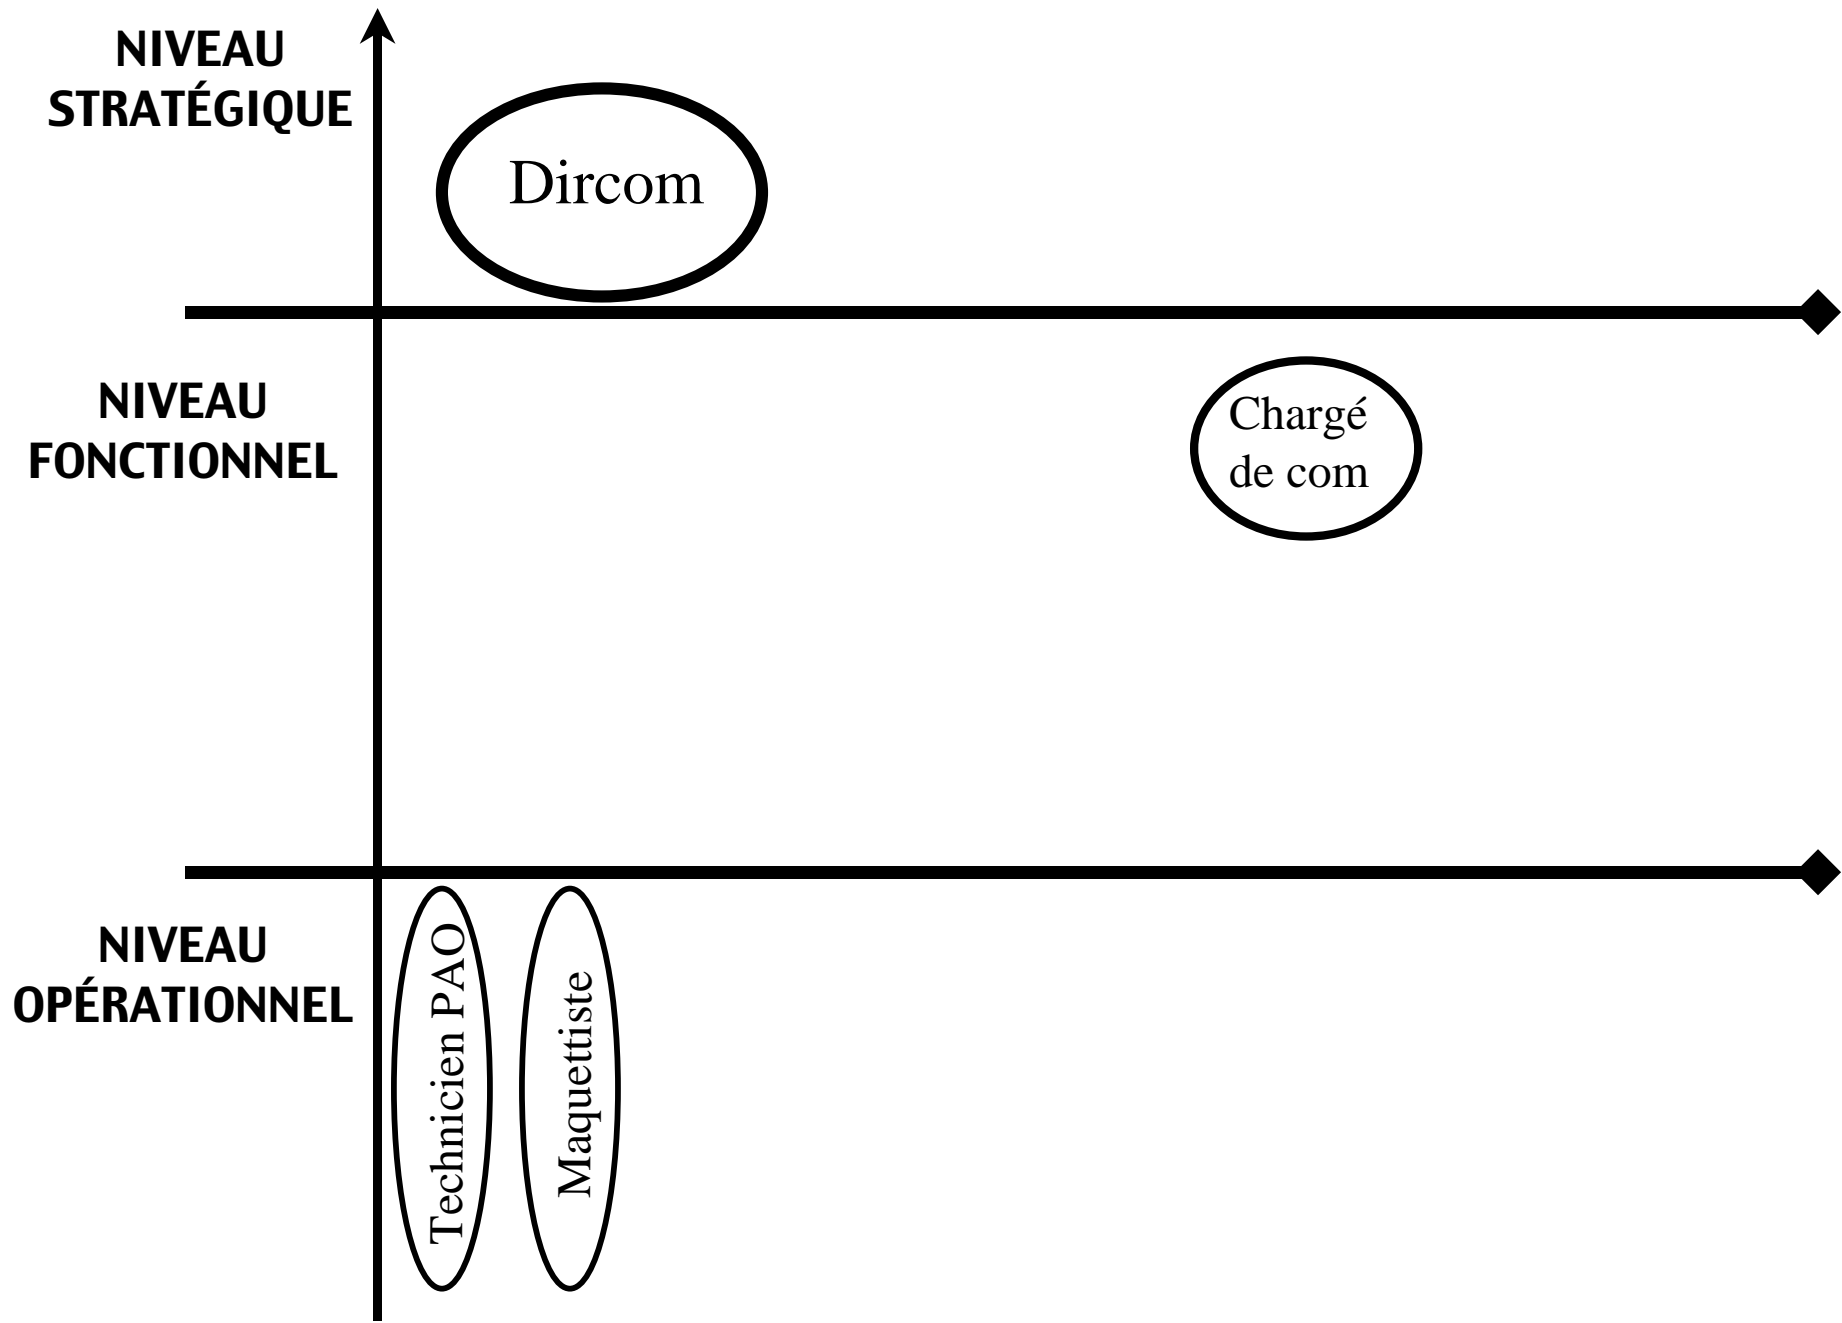 NIVEAU
STRATÉGIQUE
Dircom
NIVEAU
FONCTIONNEL
Chargé
de com
NIVEAU
OPÉRATIONNEL
Technicien PAO
Maquettiste